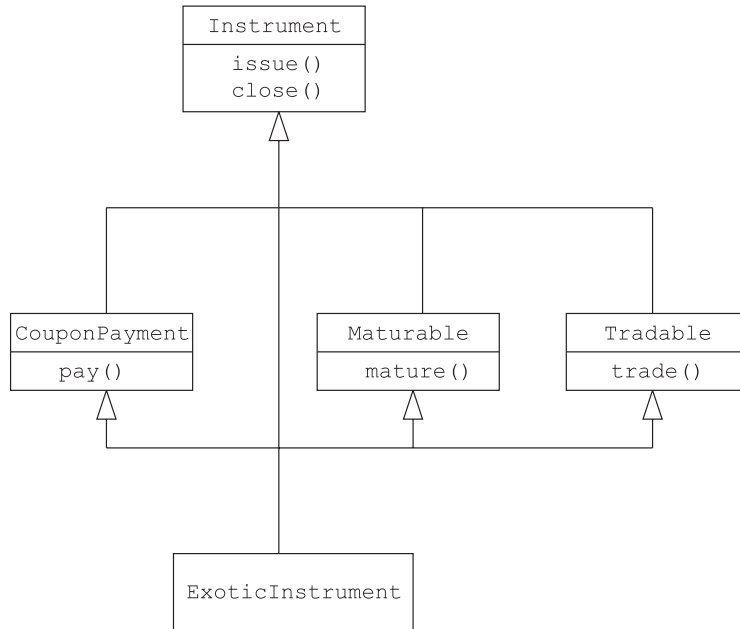 Instrument
issue()
close()
CouponPayment
pay()
Maturable
mature()
Tradable
trade()
ExoticInstrument